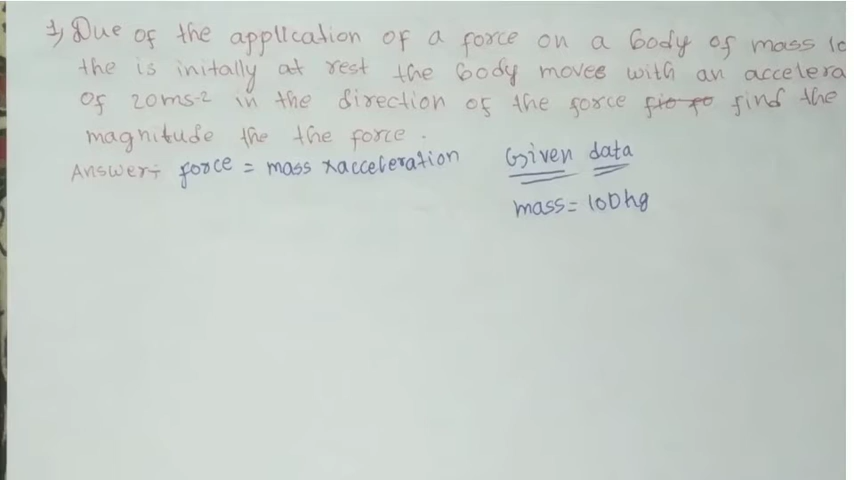 1, Due of the application of a force on a body of mass 10
the is initally at rest the body moves with an accelera
of 20ms-2 in the direction of the force find the
magnitude the the force.
Answer:- force = mass xacceleration
Given data
mass = 100kg